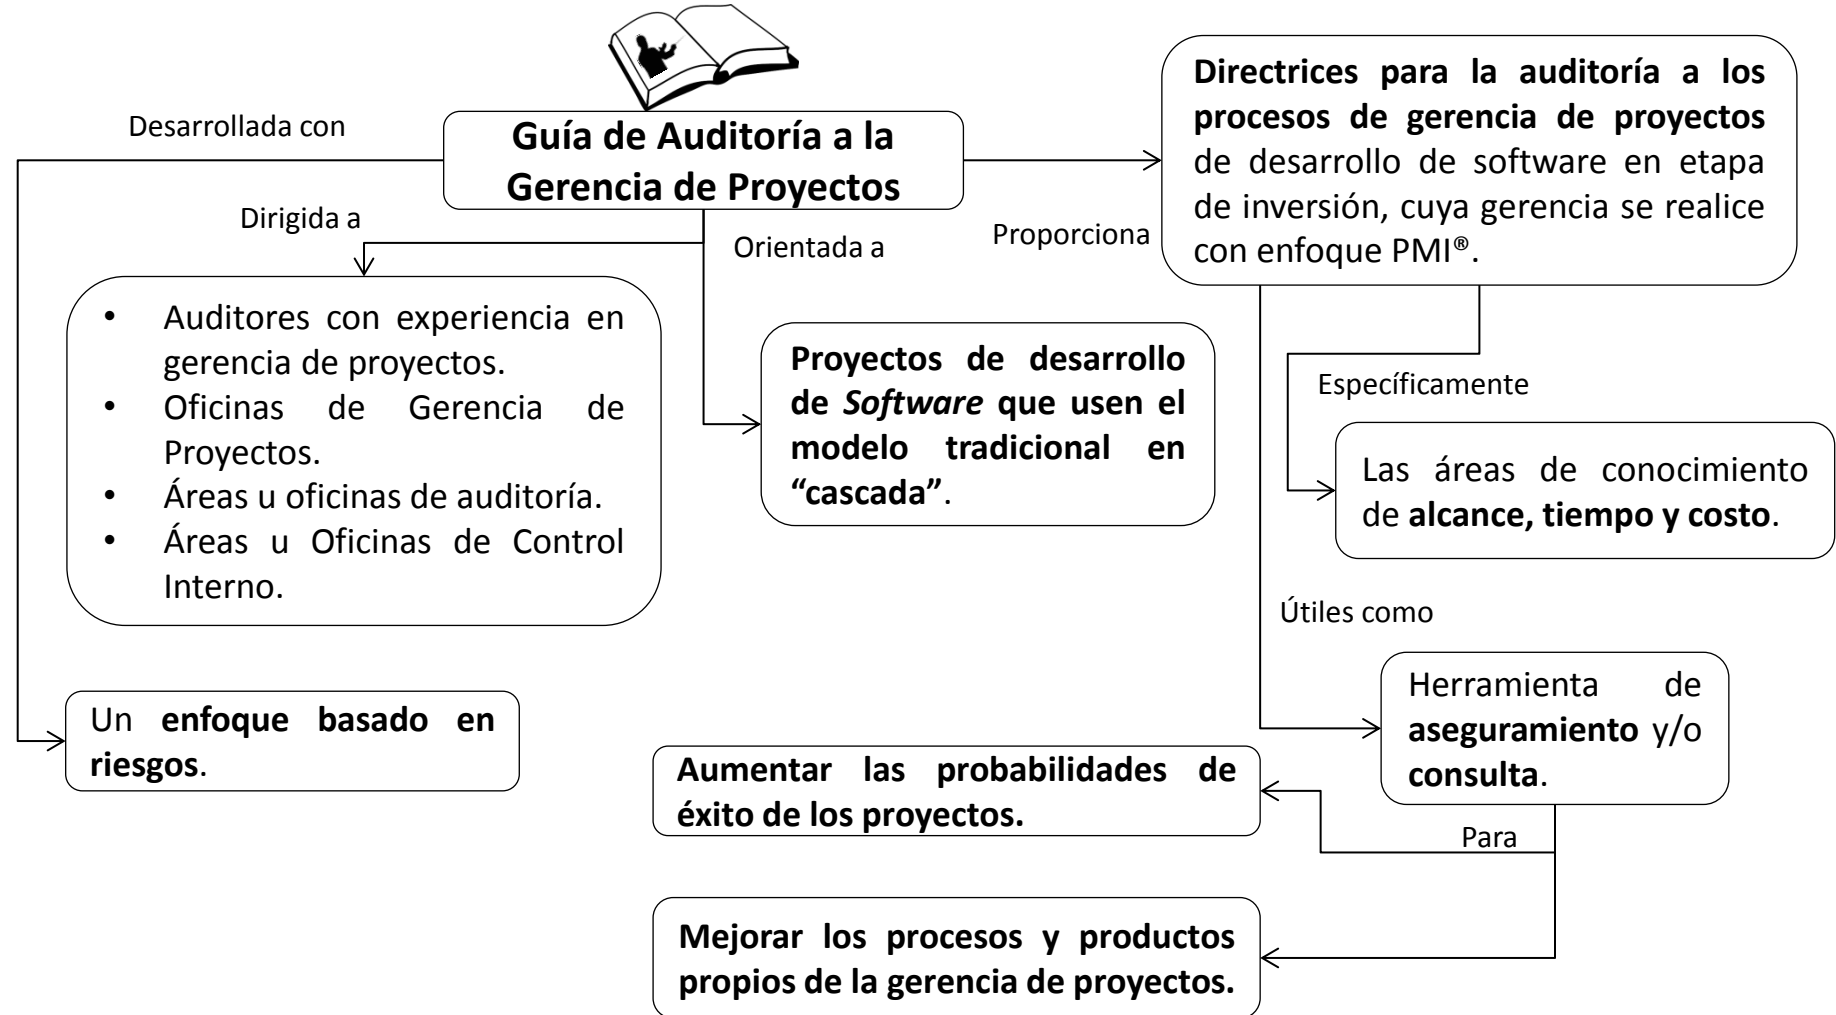 Desarrollada con
Guía de Auditoría a la
Gerencia de Proyectos
Directrices para la auditoría a los
procesos de gerencia de proyectos
de desarrollo de software en etapa
de inversión, cuya gerencia se realice
con enfoque PMI®.
Dirigida a
Orientada a
Proporciona
• Auditores con experiencia en
gerencia de proyectos.
• Oficinas de Gerencia de
Proyectos.
• Áreas u oficinas de auditoría.
• Áreas u Oficinas de Control
Interno.
Proyectos de desarrollo
de Software que usen el
modelo tradicional en
“cascada”.
Específicamente
Las áreas de conocimiento
de alcance, tiempo y costo.
Útiles como
Un enfoque basado en
riesgos.
Herramienta de
aseguramiento y/o
consulta.
Aumentar las probabilidades de
éxito de los proyectos.
Para
Mejorar los procesos y productos
propios de la gerencia de proyectos.